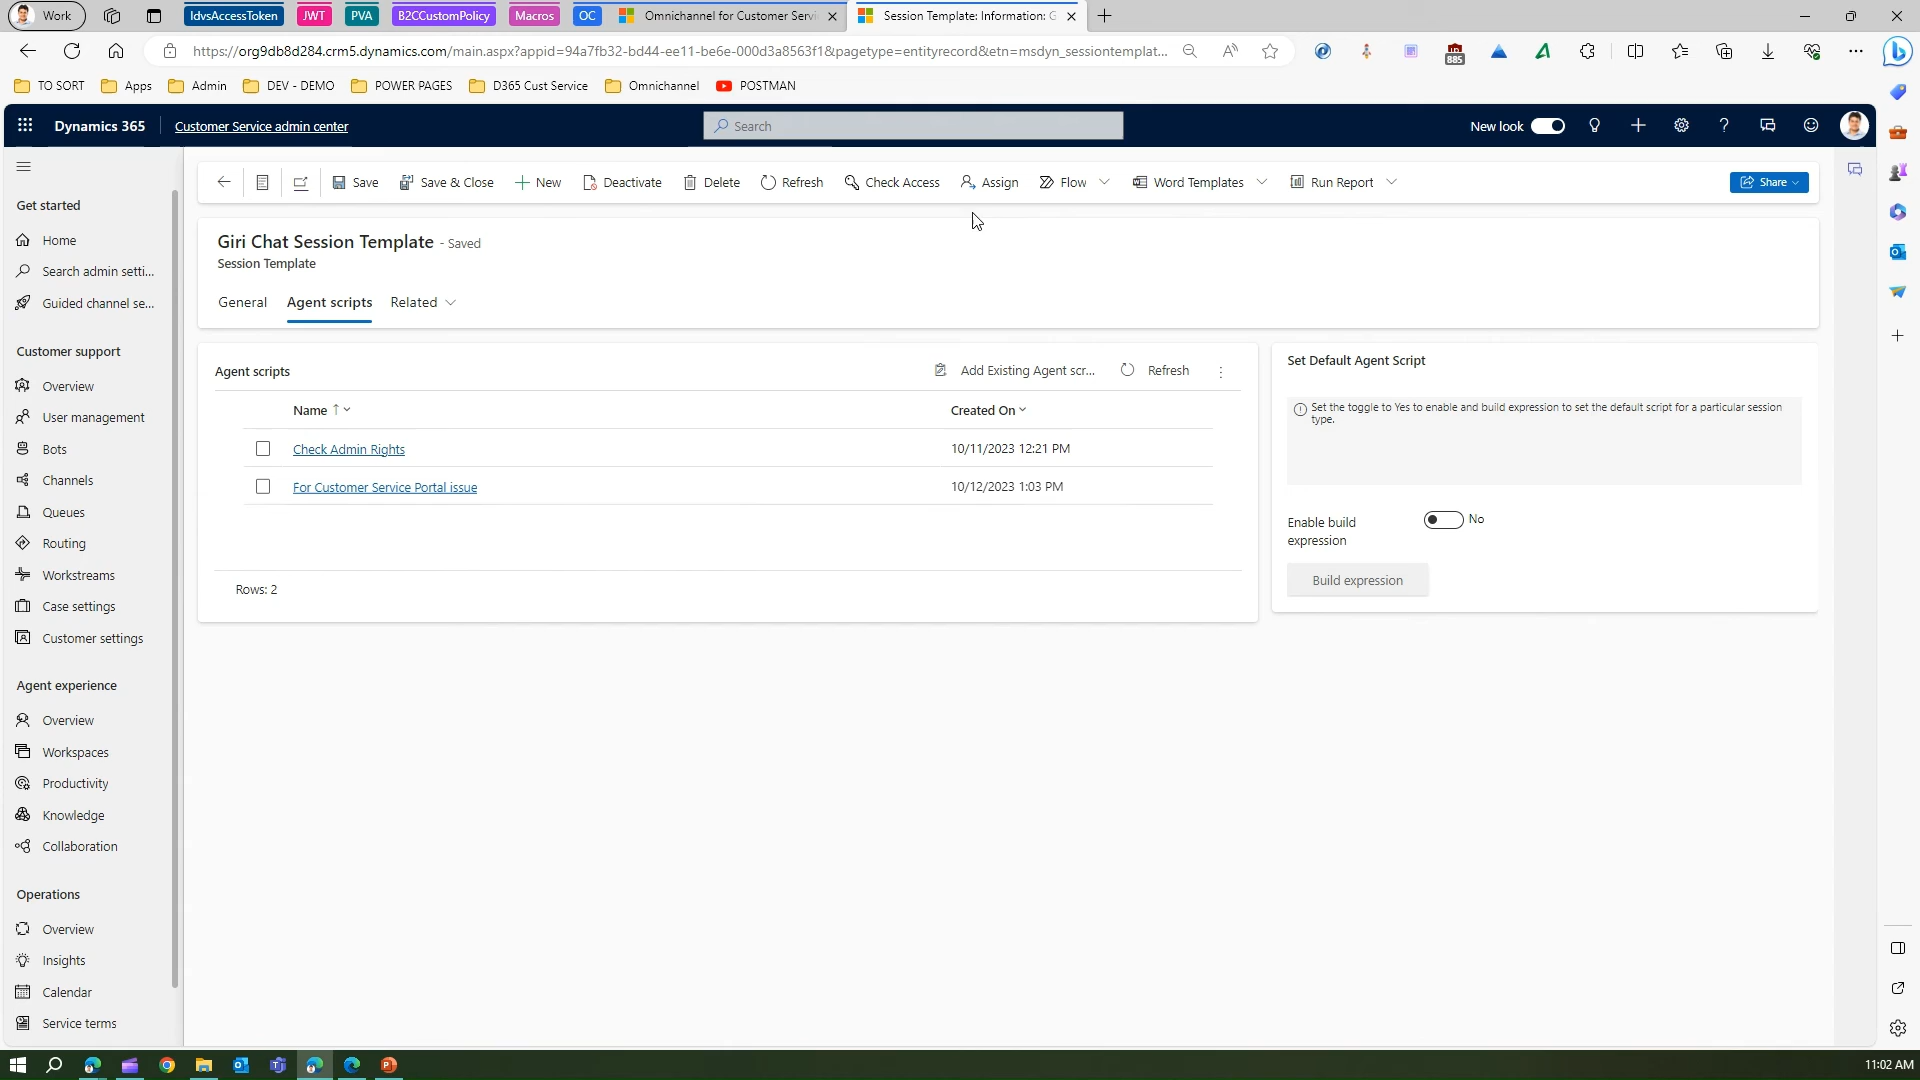 Work
IdvsAccessToken
JWT
PVA
B2CCustomPolicy
Macros
OC
Omnichannel for Customer Servi
Session Template: Information: G
https://org9db8d284.crm5.dynamics.com/main.aspx?appid=94a7fb32-bd44-ee11-be6e-000d3a8563f1&pagetype=entityrecord&etn=msdyn_sessiontemplat...
885
TO SORT
Apps
Admin
DEV - DEMO
POWER PAGES
D365 Cust Service
Omnichannel
POSTMAN
Dynamics 365
Customer Service admin center
Search
New look
Save
Save & Close
New
Deactivate
Delete
Refresh
Check Access
Assign
Flow
Word Templates
Run Report
Share
Get started
Home
Search admin setti...
Guided channel se...
Customer support
Overview
User management
Bots
Channels
Queues
Routing
Workstreams
Case settings
Customer settings
Agent experience
Overview
Workspaces
Productivity
Knowledge
Collaboration
Operations
Overview
Insights
Calendar
Service terms
Giri Chat Session Template - Saved
Session Template
General
Agent scripts
Related
Agent scripts
Add Existing Agent scr...
Refresh
Name
Created On
Check Admin Rights
10/11/2023 12:21 PM
For Customer Service Portal issue
10/12/2023 1:03 PM
Rows: 2
Set Default Agent Script
Set the toggle to Yes to enable and build expression to set the default script for a particular session
type.
Enable build
expression
No
Build expression
11:02 AM